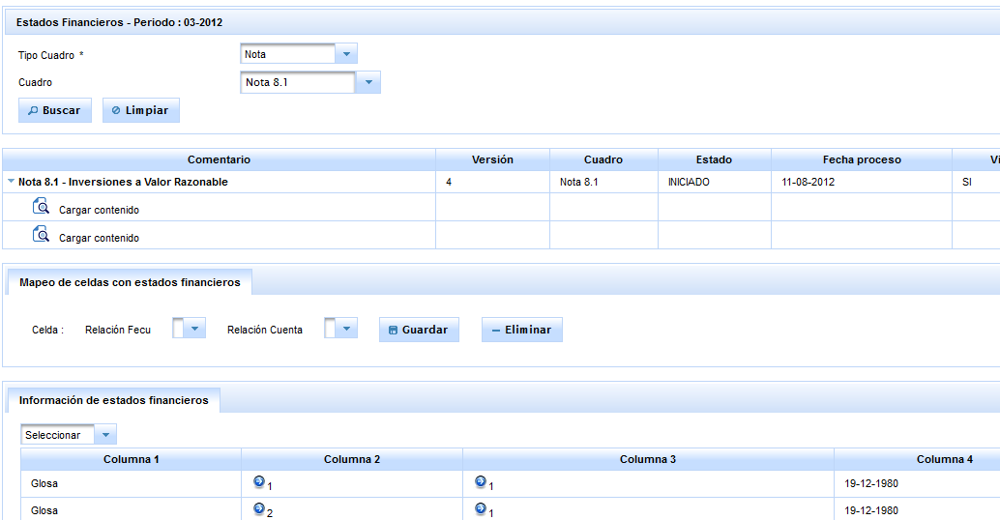 Estados Financieros - Periodo : 03-2012
Tipo Cuadro * Nota
Cuadro Nota 8.1
Buscar Limpiar
Comentario Versión Cuadro Estado Fecha proceso Vi
Nota 8.1 - Inversiones a Valor Razonable 4 Nota 8.1 INICIADO 11-08-2012 SI
Cargar contenido
Cargar contenido
Mapeo de celdas con estados financieros
Celda : Relación Fecu Relación Cuenta Guardar Eliminar
Información de estados financieros
Seleccionar
Columna 1 Columna 2 Columna 3 Columna 4
Glosa 1 1 19-12-1980
Glosa 2 1 19-12-1980